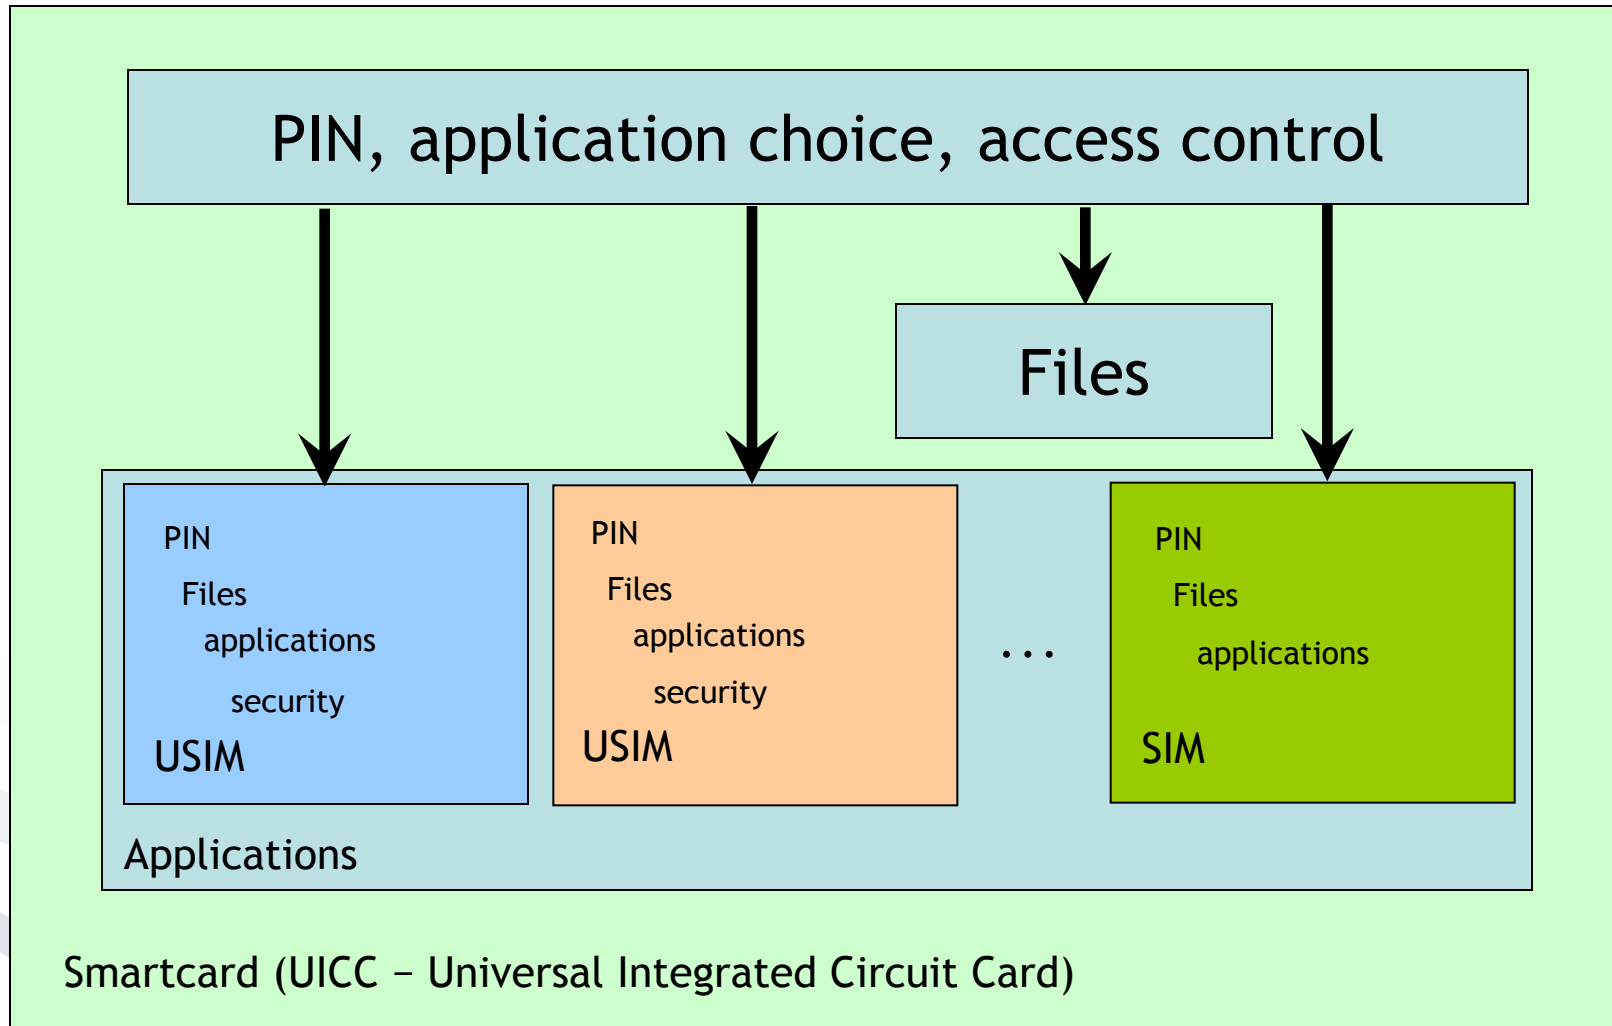 PIN, application choice, access control
Files
PIN
Files
applications
security
USIM
PIN
Files
applications
security
USIM
...
PIN
Files
applications
SIM
Applications
Smartcard (UICC – Universal Integrated Circuit Card)